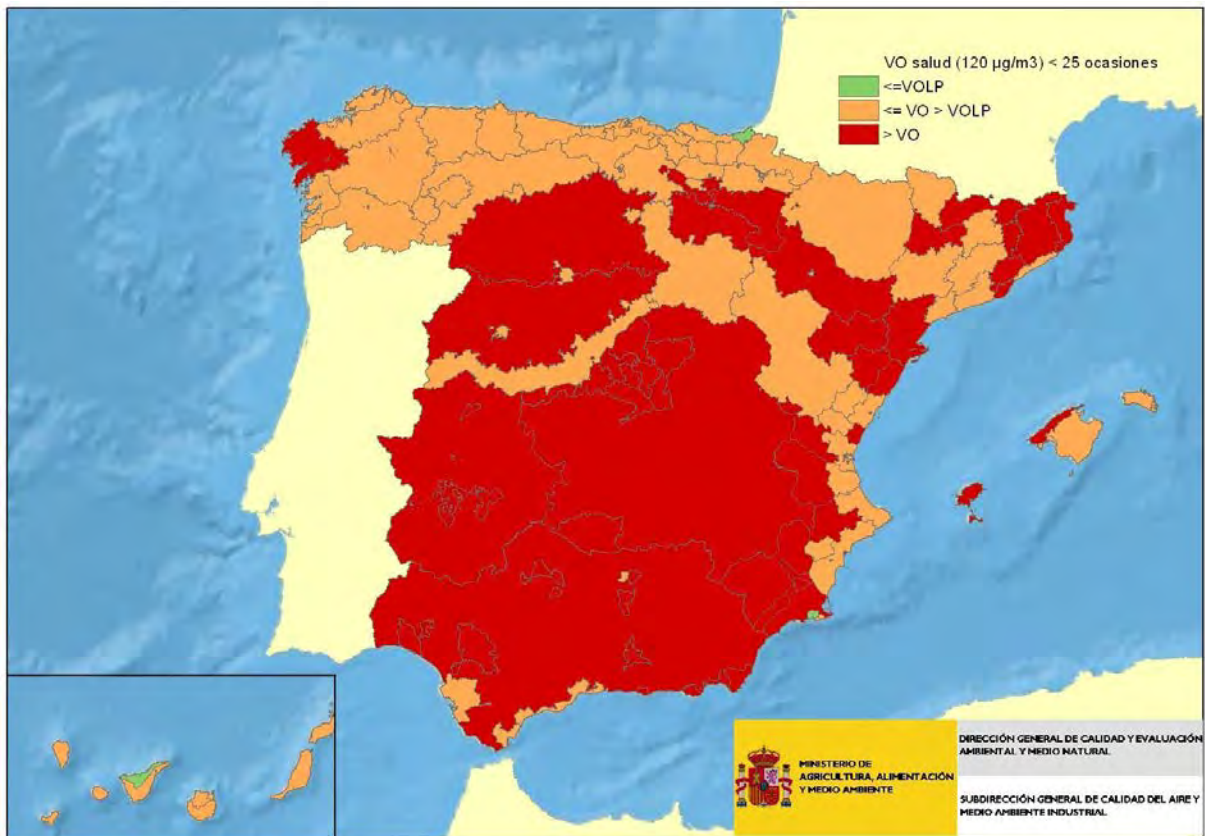 VO salud (120 µg/m3) < 25 ocasiones
<=VOLP
<= VO > VOLP
> VO
MINISTERIO DE
AGRICULTURA, ALIMENTACIÓN
Y MEDIO AMBIENTE
DIRECCIÓN GENERAL DE CALIDAD Y EVALUACIÓN
AMBIENTAL Y MEDIO NATURAL
SUBDIRECCIÓN GENERAL DE CALIDAD DEL AIRE Y
MEDIO AMBIENTE INDUSTRIAL